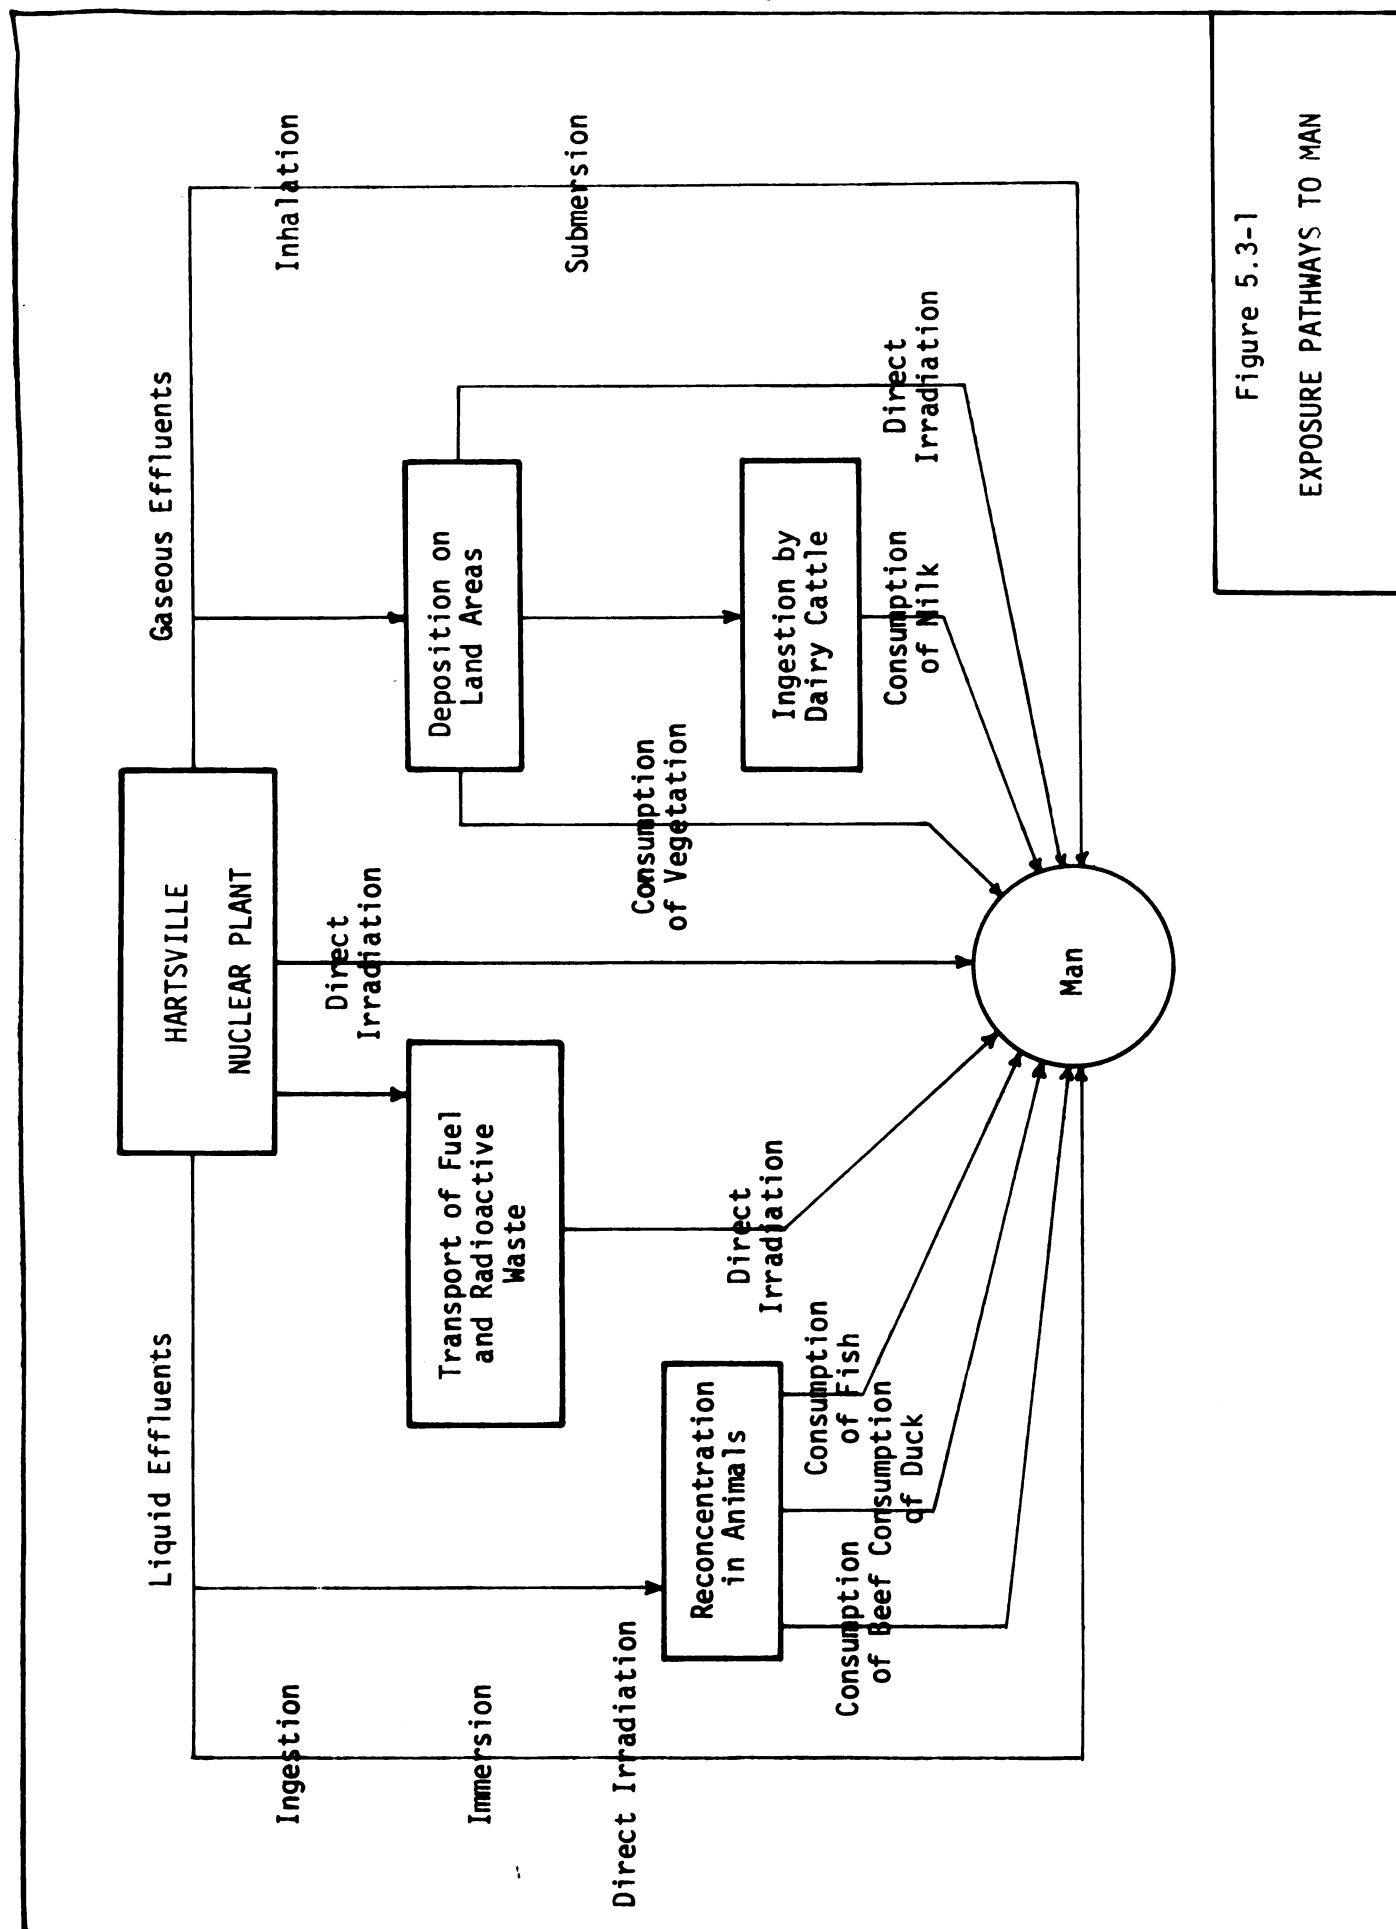 HARTSVILLE
NUCLEAR PLANT
Liquid Effluents
Gaseous Effluents
Ingestion
Immersion
Direct Irradiation
Direct
Irradiation
Inhalation
Submersion
Transport of Fuel
and Radioactive
Waste
Deposition on
Land Areas
Reconcentration
in Animals
Direct
Irradiation
Consumption
of Vegetation
Ingestion by
Dairy Cattle
Direct
Irradiation
Consumption
of Beef
Consumption
of Duck
Consumption
of Fish
Consumption
of Milk
Man
Figure 5.3-1
EXPOSURE PATHWAYS TO MAN